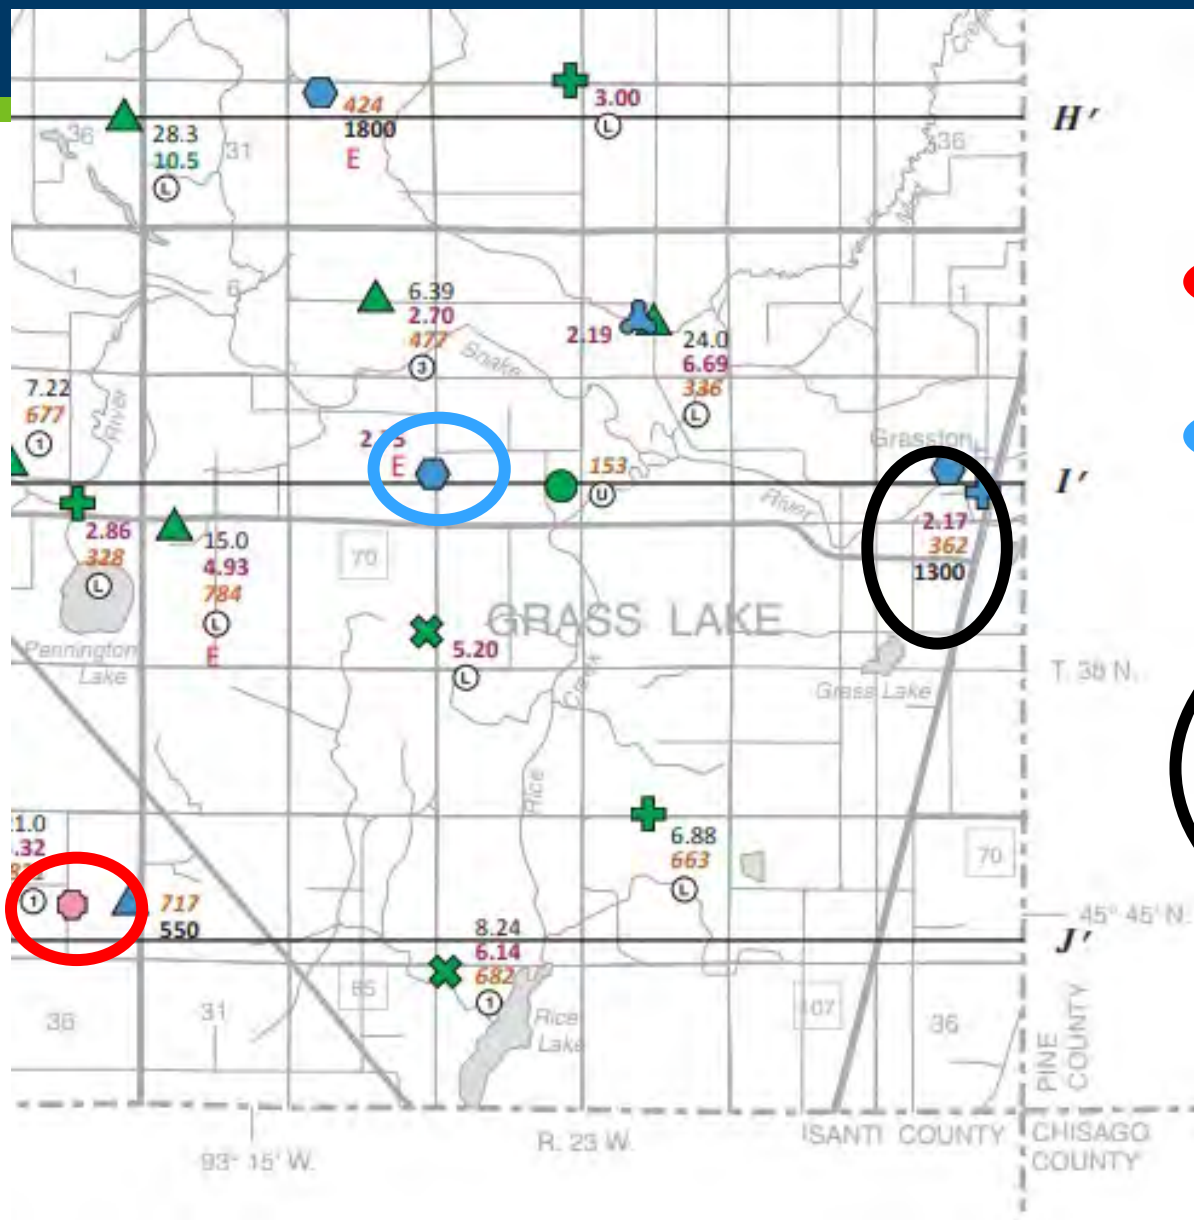 424
1800
E
3.00
L
H'
36
28.3
10.5
L
31
36
1
6
6.39
2.70
477
3
Snake
2.19
24.0
6.69
336
L
1
7.22
677
1
River
E
153
U
Grasston
I'
River
2.17
362
1300
2.86
328
L
15.0
4.93
784
L
E
70
GRASS LAKE
5.20
L
Pennington
Lake
Creek
Grass Lake
T. 38 N.
Rice
6.88
663
L
70
1
717
550
45° 45' N.
J'
8.24
6.14
682
1
65
107
36
31
Rice
Lake
36
PINE
COUNTY
93° 15' W.
R. 23 W.
ISANTI COUNTY
CHISAGO
COUNTY